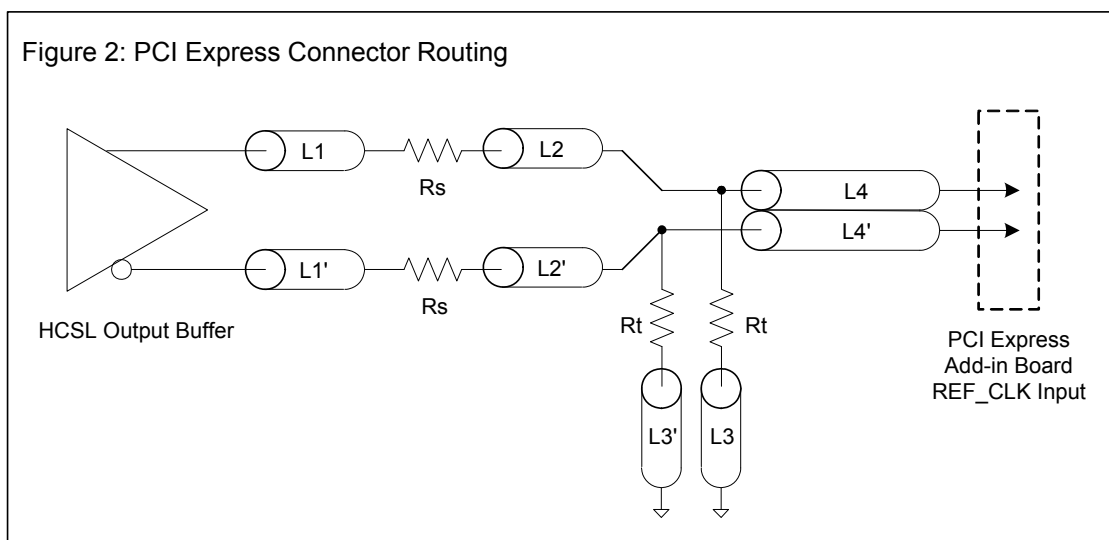 Figure 2: PCI Express Connector Routing
L1
Rs
L2
L4
L4'
L1'
Rs
L2'
HCSL Output Buffer
Rt
Rt
L3'
L3
PCI Express
Add-in Board
REF_CLK Input